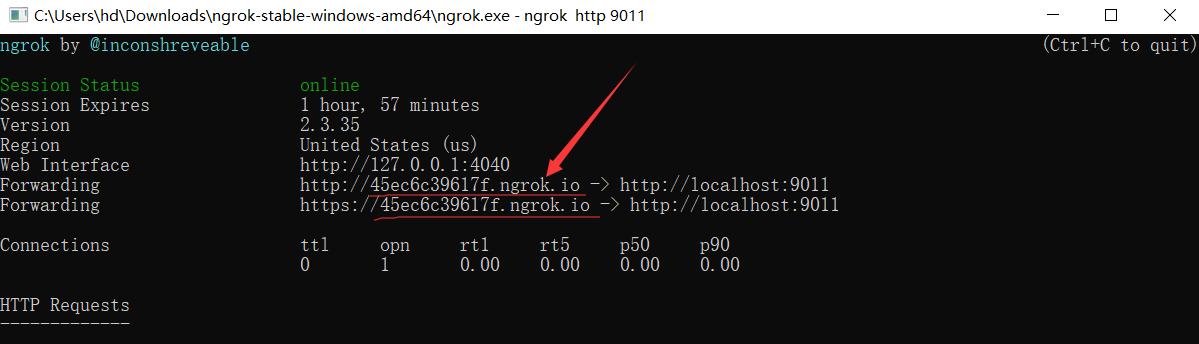 C:\Users\hd\Downloads\ngrok-stable-windows-amd64\ngrok.exe - ngrok  http 9011
ngrok by @inconshreveable (Ctrl+C to quit)
Session Status online
Session Expires 1 hour, 57 minutes
Version 2.3.35
Region United States (us)
Web Interface http://127.0.0.1:4040
Forwarding http://45ec6c39617f.ngrok.io -> http://localhost:9011
Forwarding https://45ec6c39617f.ngrok.io -> http://localhost:9011
Connections ttl opn rt1 rt5 p50 p90
0 1 0.00 0.00 0.00 0.00
HTTP Requests
-------------